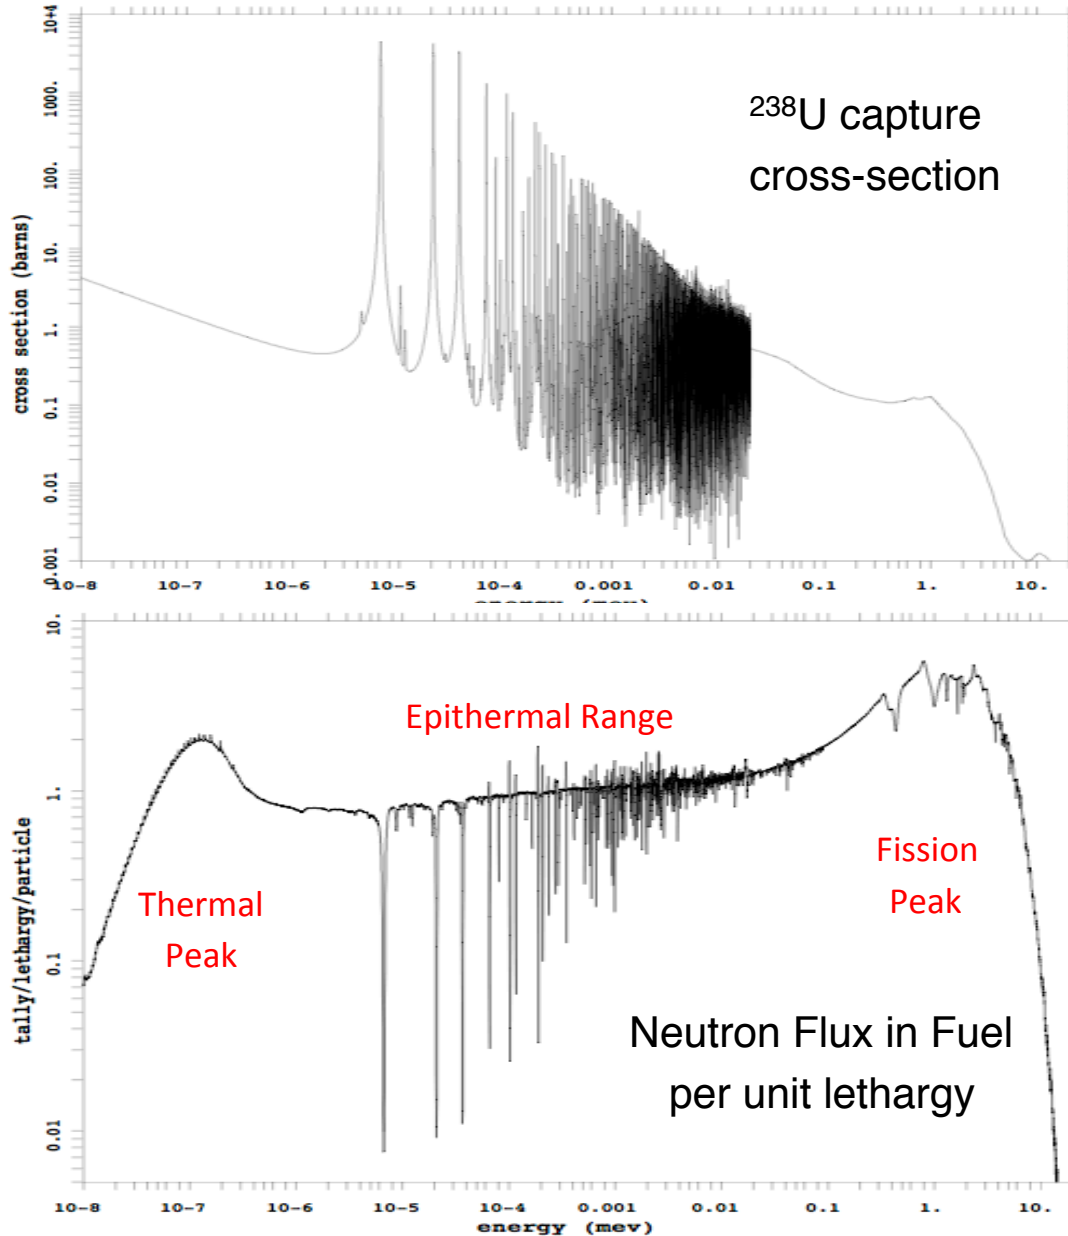 10+4
1000.
100.
10.
1.
0.1
0.01
0.001
cross section (barns)
²³⁸U capture
cross-section
10-8 10-7 10-6 10-5 10-4 0.001 0.01 0.1 1. 10.
energy (mev)
10.
1.
0.1
0.01
tally/lethargy/particle
Epithermal Range
Thermal
Peak
Fission
Peak
Neutron Flux in Fuel
per unit lethargy
10-8 10-7 10-6 10-5 10-4 0.001 0.01 0.1 1. 10.
energy (mev)